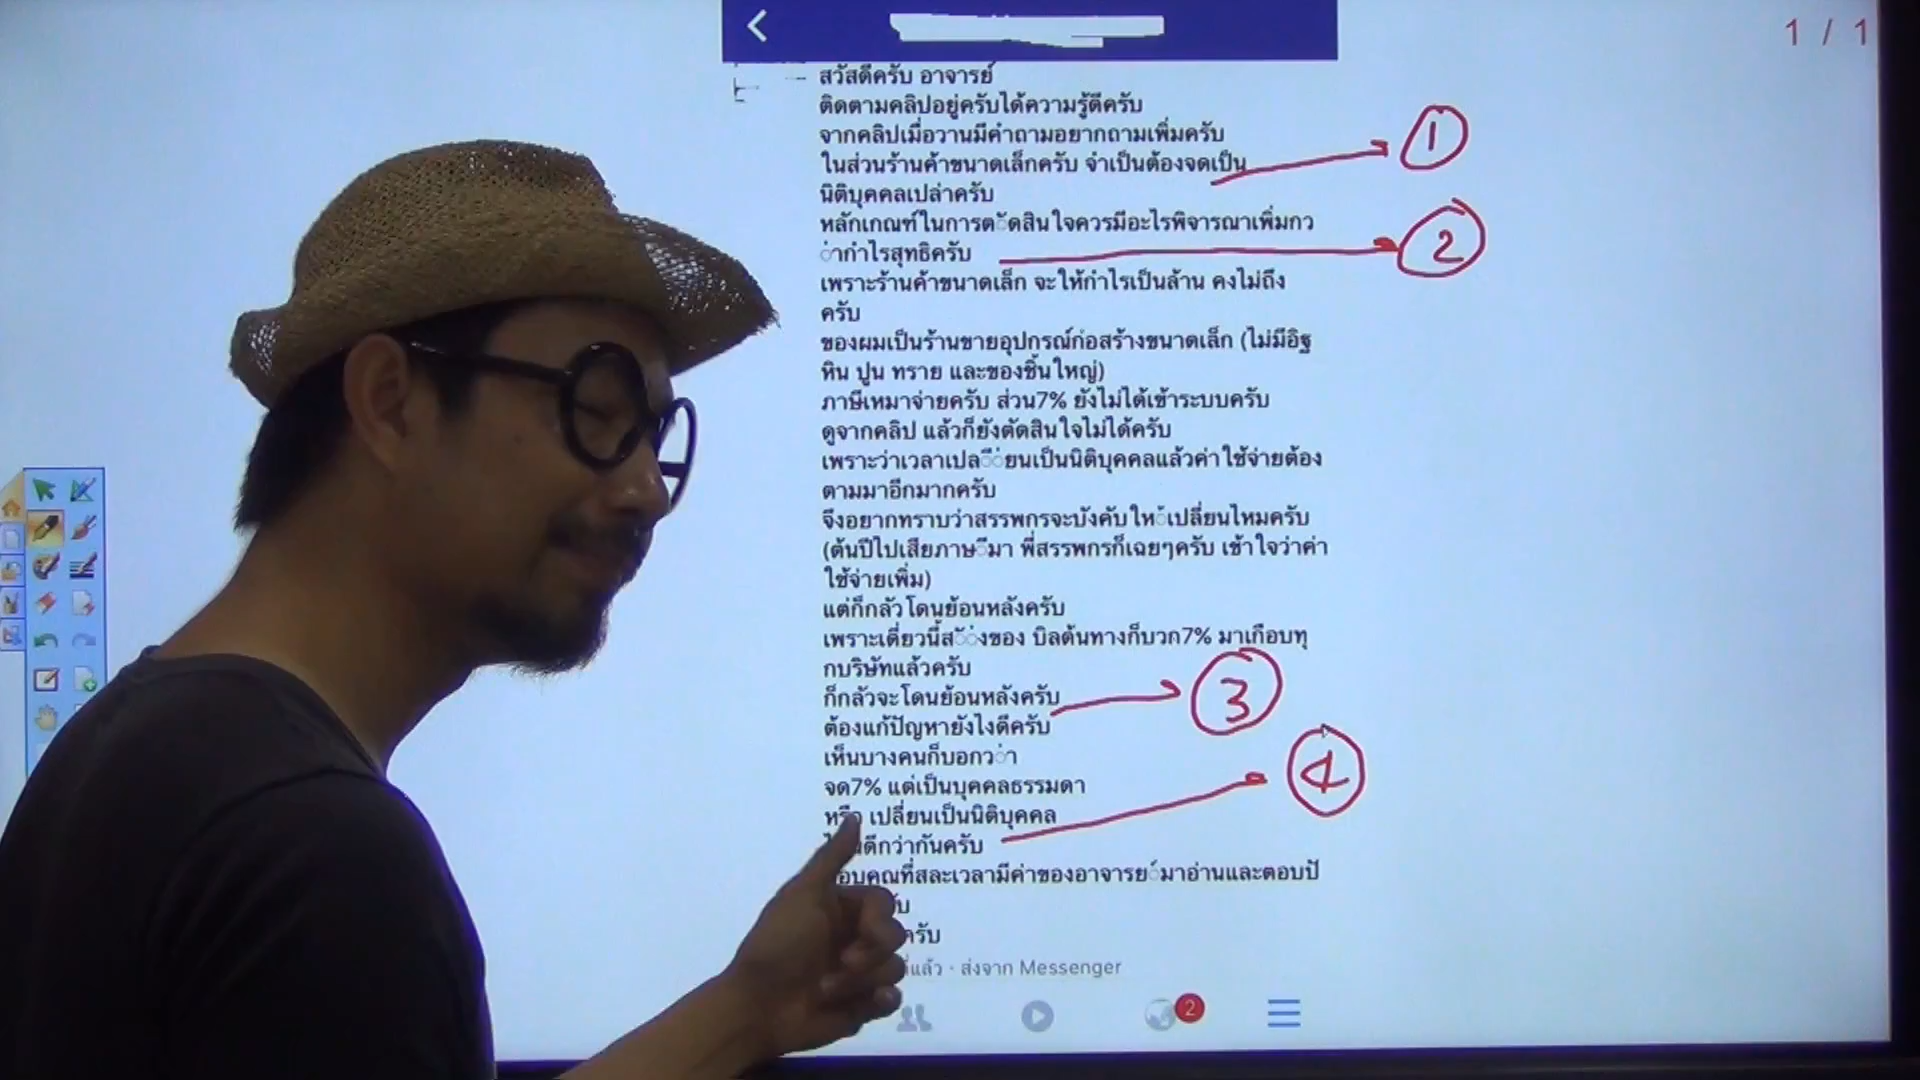 1 / 1
สวัสดีครับ อาจารย์
ติดตามคลิปอยู่ครับได้ความรู้ดีครับ
จากคลิปเมื่อวานมีคำถามอยากถามเพิ่มครับ
ในส่วนร้านค้าขนาดเล็กครับ จำเป็นต้องจดเป็น
①
นิติบุคคลเปล่าครับ
หลักเกณฑ์ในการตัดสินใจควรมีอะไรพิจารณาเพิ่มกว
่ากำไรสุทธิครับ
②
เพราะร้านค้าขนาดเล็ก จะให้กำไรเป็นล้าน คงไม่ถึง
ครับ
ของผมเป็นร้านขายอุปกรณ์ก่อสร้างขนาดเล็ก (ไม่มีอิฐ
หิน ปูน ทราย และของชิ้นใหญ่)
ภาษีเหมาจ่ายครับ ส่วน7% ยังไม่ได้เข้าระบบครับ
ดูจากคลิป แล้วก็ยังตัดสินใจไม่ได้ครับ
เพราะว่าเวลาเปลี่ยนเป็นนิติบุคคลแล้วค่าใช้จ่ายต้อง
ตามมาอีกมากครับ
จึงอยากทราบว่าสรรพกรจะบังคับให้เปลี่ยนไหมครับ
(ต้นปีไปเสียภาษีมา พี่สรรพกรก็เฉยๆครับ เข้าใจว่าค่า
ใช้จ่ายเพิ่ม)
แต่ก็กลัวโดนย้อนหลังครับ
เพราะเดี่ยวนี้สั่งของ บิลต้นทางก็บวก7% มาเกือบทุ
กบริษัทแล้วครับ
ก็กลัวจะโดนย้อนหลังครับ
③
ต้องแก้ปัญหายังไงดีครับ
เห็นบางคนก็บอกว่า
จด7% แต่เป็นบุคคลธรรมดา
หรือ เปลี่ยนเป็นนิติบุคคล
④
ดีกว่ากันครับ
อบคุณที่สละเวลามีค่าของอาจารย์มาอ่านและตอบปั
ับ
ครับ
ที่แล้ว · ส่งจาก Messenger
2